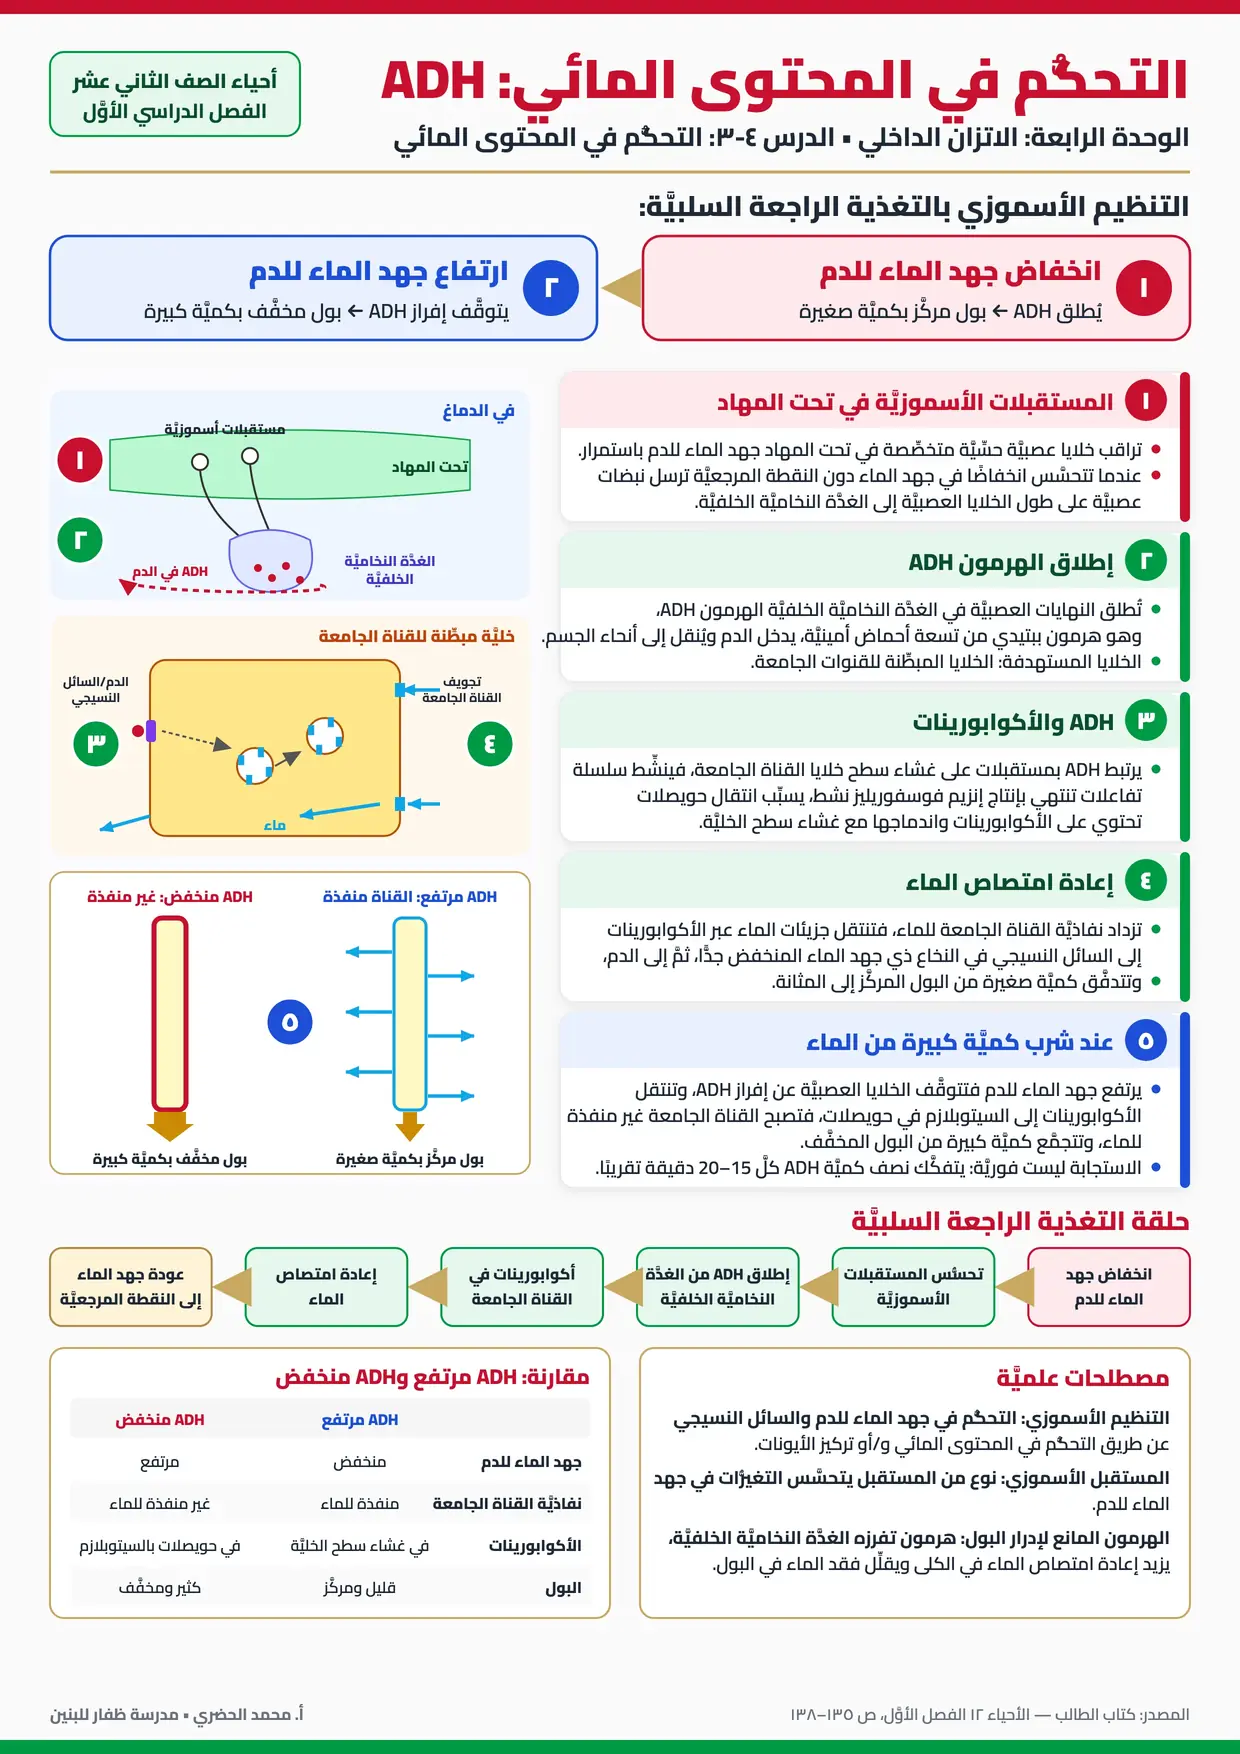 التحكُّم في المحتوى المائي: ADH
أحياء الصف الثاني عشر
الفصل الدراسي الأوَّل
الوحدة الرابعة: الاتزان الداخلي • الدرس ٤-٣: التحكُّم في المحتوى المائي
التنظيم الأسموزي بالتغذية الراجعة السلبيَّة:
١
انخفاض جهد الماء للدم
يُطلق ADH ← بول مركَّز بكميَّة صغيرة
٢
ارتفاع جهد الماء للدم
يتوقَّف إفراز ADH ← بول مخفَّف بكميَّة كبيرة
١
المستقبلات الأسموزيَّة في تحت المهاد
• تراقب خلايا عصبيَّة حسِّيَّة متخصِّصة في تحت المهاد جهد الماء للدم باستمرار.
• عندما تتحسَّس انخفاضًا في جهد الماء دون النقطة المرجعيَّة ترسل نبضات
عصبيَّة على طول الخلايا العصبيَّة إلى الغدَّة النخاميَّة الخلفيَّة.
٢
إطلاق الهرمون ADH
• تُطلق النهايات العصبيَّة في الغدَّة النخاميَّة الخلفيَّة الهرمون ADH،
وهو هرمون ببتيدي من تسعة أحماض أمينيَّة، يدخل الدم ويُنقل إلى أنحاء الجسم.
• الخلايا المستهدفة: الخلايا المبطِّنة للقنوات الجامعة.
٣
ADH والأكوابورينات
• يرتبط ADH بمستقبلات على غشاء سطح خلايا القناة الجامعة، فينشِّط سلسلة
تفاعلات تنتهي بإنتاج إنزيم فوسفوريليز نشط، يسبِّب انتقال حويصلات
تحتوي على الأكوابورينات واندماجها مع غشاء سطح الخليَّة.
٤
إعادة امتصاص الماء
• تزداد نفاذيَّة القناة الجامعة للماء، فتنتقل جزيئات الماء عبر الأكوابورينات
إلى السائل النسيجي في النخاع ذي جهد الماء المنخفض جدًّا، ثمَّ إلى الدم،
• وتتدفَّق كميَّة صغيرة من البول المركَّز إلى المثانة.
٥
عند شرب كميَّة كبيرة من الماء
• يرتفع جهد الماء للدم فتتوقَّف الخلايا العصبيَّة عن إفراز ADH، وتنتقل
الأكوابورينات إلى السيتوبلازم في حويصلات، فتصبح القناة الجامعة غير منفذة
للماء، وتتجمَّع كميَّة كبيرة من البول المخفَّف.
• الاستجابة ليست فوريَّة: يتفكَّك نصف كميَّة ADH كلَّ 15–20 دقيقة تقريبًا.
في الدماغ
مستقبلات أسموزيَّة
تحت المهاد
١
٢
الغدَّة النخاميَّة
الخلفيَّة
ADH في الدم
خليَّة مبطِّنة للقناة الجامعة
تجويف
القناة الجامعة
الدم/السائل
النسيجي
٤
٣
ماء
ADH مرتفع: القناة منفذة
ADH منخفض: غير منفذة
٥
بول مركَّز بكميَّة صغيرة
بول مخفَّف بكميَّة كبيرة
حلقة التغذية الراجعة السلبيَّة
انخفاض جهد
الماء للدم
تحسُّس المستقبلات
الأسموزيَّة
إطلاق ADH من الغدَّة
النخاميَّة الخلفيَّة
أكوابورينات في
القناة الجامعة
إعادة امتصاص
الماء
عودة جهد الماء
إلى النقطة المرجعيَّة
مصطلحات علميَّة
التنظيم الأسموزي: التحكُّم في جهد الماء للدم والسائل النسيجي
عن طريق التحكُّم في المحتوى المائي و/أو تركيز الأيونات.
المستقبل الأسموزي: نوع من المستقبل يتحسَّس التغيرُّات في جهد
الماء للدم.
الهرمون المانع لإدرار البول: هرمون تفرزه الغدَّة النخاميَّة الخلفيَّة،
يزيد إعادة امتصاص الماء في الكلى ويقلِّل فقد الماء في البول.
مقارنة: ADH مرتفع وADH منخفض
ADH مرتفع ADH منخفض
جهد الماء للدم منخفض مرتفع
نفاذيَّة القناة الجامعة منفذة للماء غير منفذة للماء
الأكوابورينات في غشاء سطح الخليَّة في حويصلات بالسيتوبلازم
البول قليل ومركَّز كثير ومخفَّف
المصدر: كتاب الطالب — الأحياء ١٢ الفصل الأوَّل، ص ١٣٥–١٣٨
أ. محمد الحضري • مدرسة ظفار للبنين